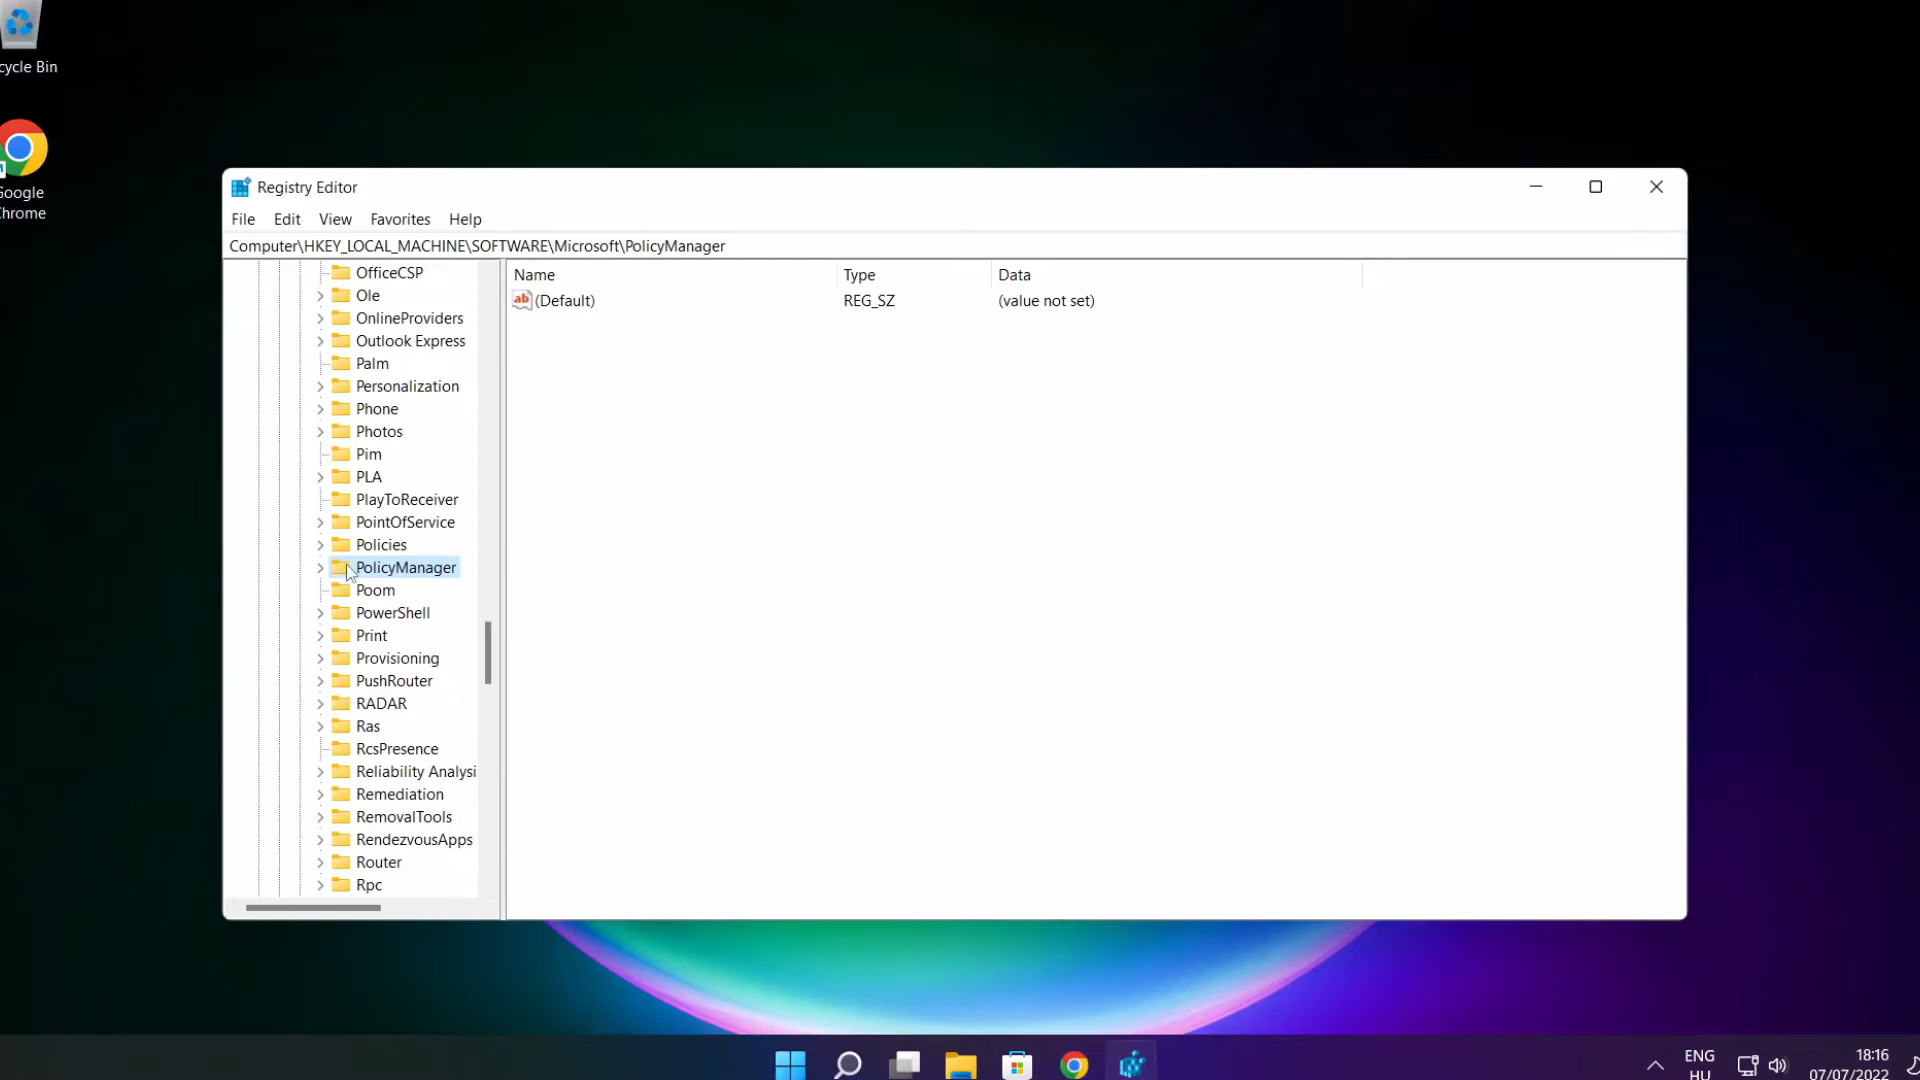 cycle Bin
Google
Chrome
Registry Editor
File Edit View Favorites Help
Computer\HKEY_LOCAL_MACHINE\SOFTWARE\Microsoft\PolicyManager
Name Type Data
ab (Default) REG_SZ (value not set)
OfficeCSP
Ole
OnlineProviders
Outlook Express
Palm
Personalization
Phone
Photos
Pim
PLA
PlayToReceiver
PointOfService
Policies
PolicyManager
Poom
PowerShell
Print
Provisioning
PushRouter
RADAR
Ras
RcsPresence
Reliability Analysi
Remediation
RemovalTools
RendezvousApps
Router
Rpc
ENG
HU
18:16
07/07/2022